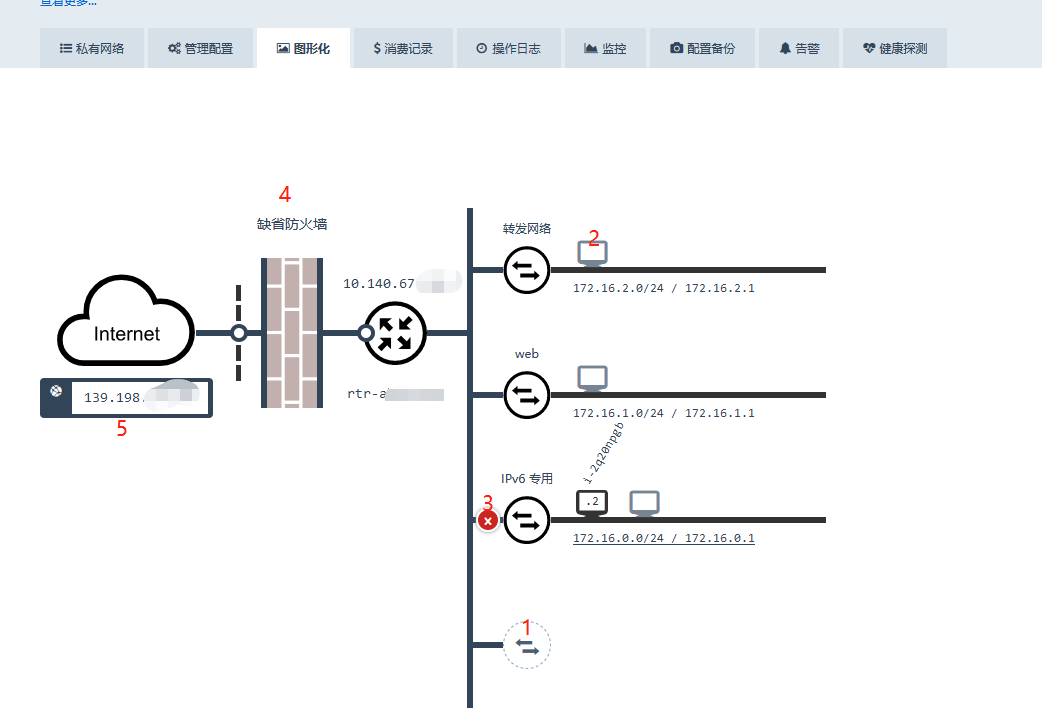 查看更多...
私有网络 管理配置 图形化 $ 消费记录 操作日志 监控 配置备份 告警 健康探测
4
缺省防火墙
转发网络
2
10.140.67
172.16.2.0/24 / 172.16.2.1
Internet
web
139.198.
rtr-a
172.16.1.0/24 / 172.16.1.1
5
i-2q20npgb
IPv6 专用
3
.2
172.16.0.0/24 / 172.16.0.1
1